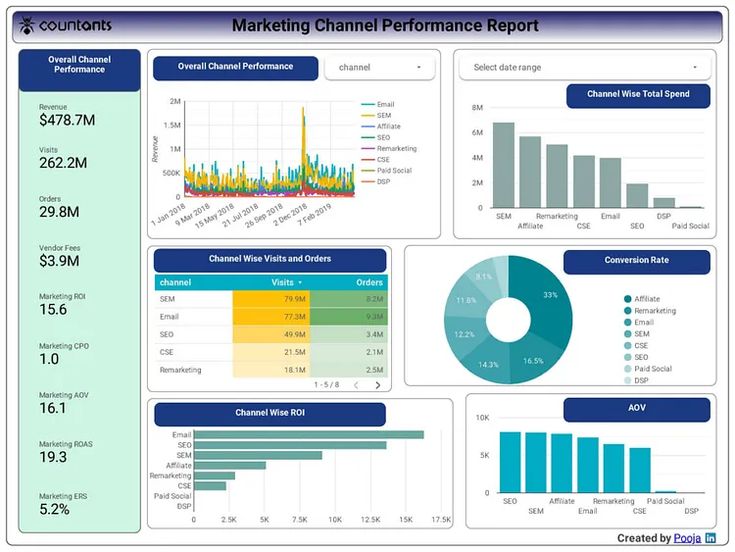 countants
Marketing Channel Performance Report
Overall Channel
Performance
Revenue
$478.7M
Visits
262.2M
Orders
29.8M
Vendor Fees
$3.9M
Marketing ROI
15.6
Marketing CPO
1.0
Marketing AOV
16.1
Marketing ROAS
19.3
Marketing ERS
5.2%
Overall Channel Performance
channel
Revenue
2M
1.5M
1M
500K
0
1 Jan 2018
9 Mar 2018
15 May 2018
21 Jul 2018
26 Sep 2018
2 Dec 2018
7 Feb 2019
Email
SEM
Affiliate
SEO
Remarketing
CSE
Paid Social
DSP
Select date range
Channel Wise Total Spend
8M
6M
4M
2M
0
SEM
Affiliate
Remarketing
CSE
Email
SEO
DSP
Paid Social
Channel Wise Visits and Orders
channel Visits Orders
SEM 79.9M 8.2M
Email 77.3M 9.3M
SEO 49.9M 3.4M
CSE 21.5M 2.1M
Remarketing 18.1M 2.5M
1 - 5 / 8
Conversion Rate
33%
16.5%
14.3%
12.2%
11.8%
8.1%
Affiliate
Remarketing
Email
SEM
CSE
SEO
Paid Social
DSP
Channel Wise ROI
Email
SEO
SEM
Affiliate
Remarketing
CSE
Paid Social
DSP
0 2.5K 5K 7.5K 10K 12.5K 15K 17.5K
AOV
10K
5K
0
SEO
SEM
Affiliate
Email
Remarketing
CSE
Paid Social
DSP
Created by Pooja in